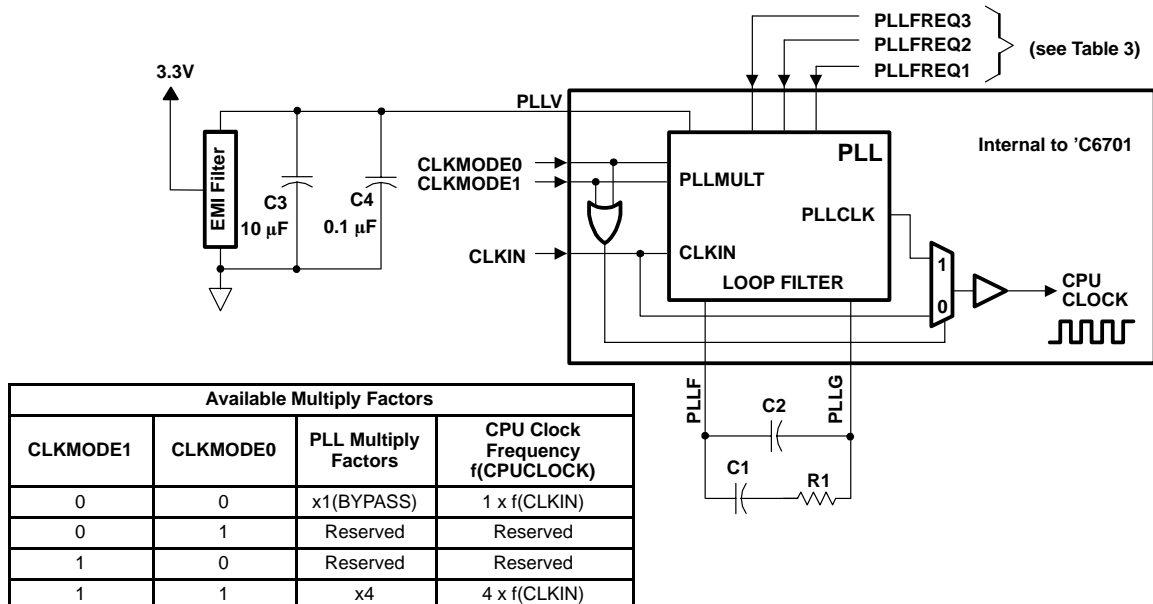 PLLFREQ3
PLLFREQ2
PLLFREQ1
(see Table 3)
3.3V
PLLV
EMI Filter
C3
10 µF
C4
0.1 µF
CLKMODE0
CLKMODE1
CLKIN
PLL
Internal to ’C6701
PLLMULT
PLLCLK
CLKIN
LOOP FILTER
1
0
CPU
CLOCK
PLLF
PLLG
C2
C1
R1
Available Multiply Factors
CLKMODE1 CLKMODE0 PLL Multiply Factors CPU Clock Frequency f(CPUCLOCK)
0 0 x1(BYPASS) 1 x f(CLKIN)
0 1 Reserved Reserved
1 0 Reserved Reserved
1 1 x4 4 x f(CLKIN)